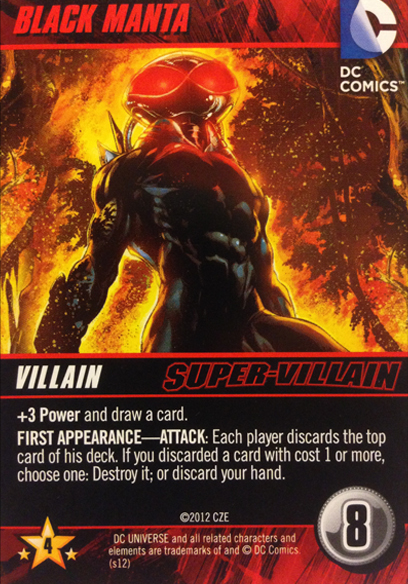 BLACK MANTA
DC
COMICS™
VILLAIN
SUPER-VILLAIN
+3 Power and draw a card.
FIRST APPEARANCE—ATTACK: Each player discards the top
card of his deck. If you discarded a card with cost 1 or more,
choose one: Destroy it; or discard your hand.
©2012 CZE
4
DC UNIVERSE and all related characters and
elements are trademarks of and © DC Comics.
(s12)
8